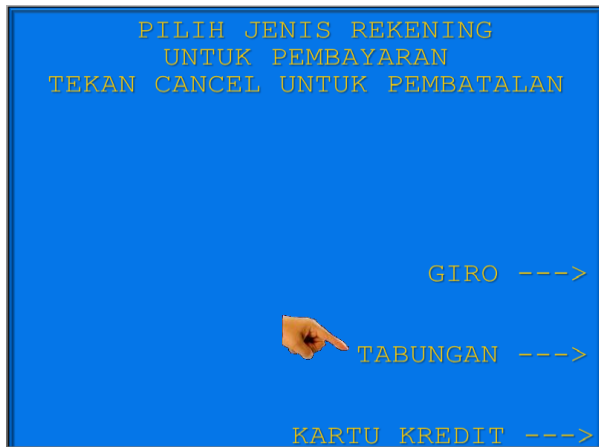 PILIH JENIS REKENING
UNTUK PEMBAYARAN
TEKAN CANCEL UNTUK PEMBATALAN
GIRO --->
TABUNGAN --->
KARTU KREDIT --->